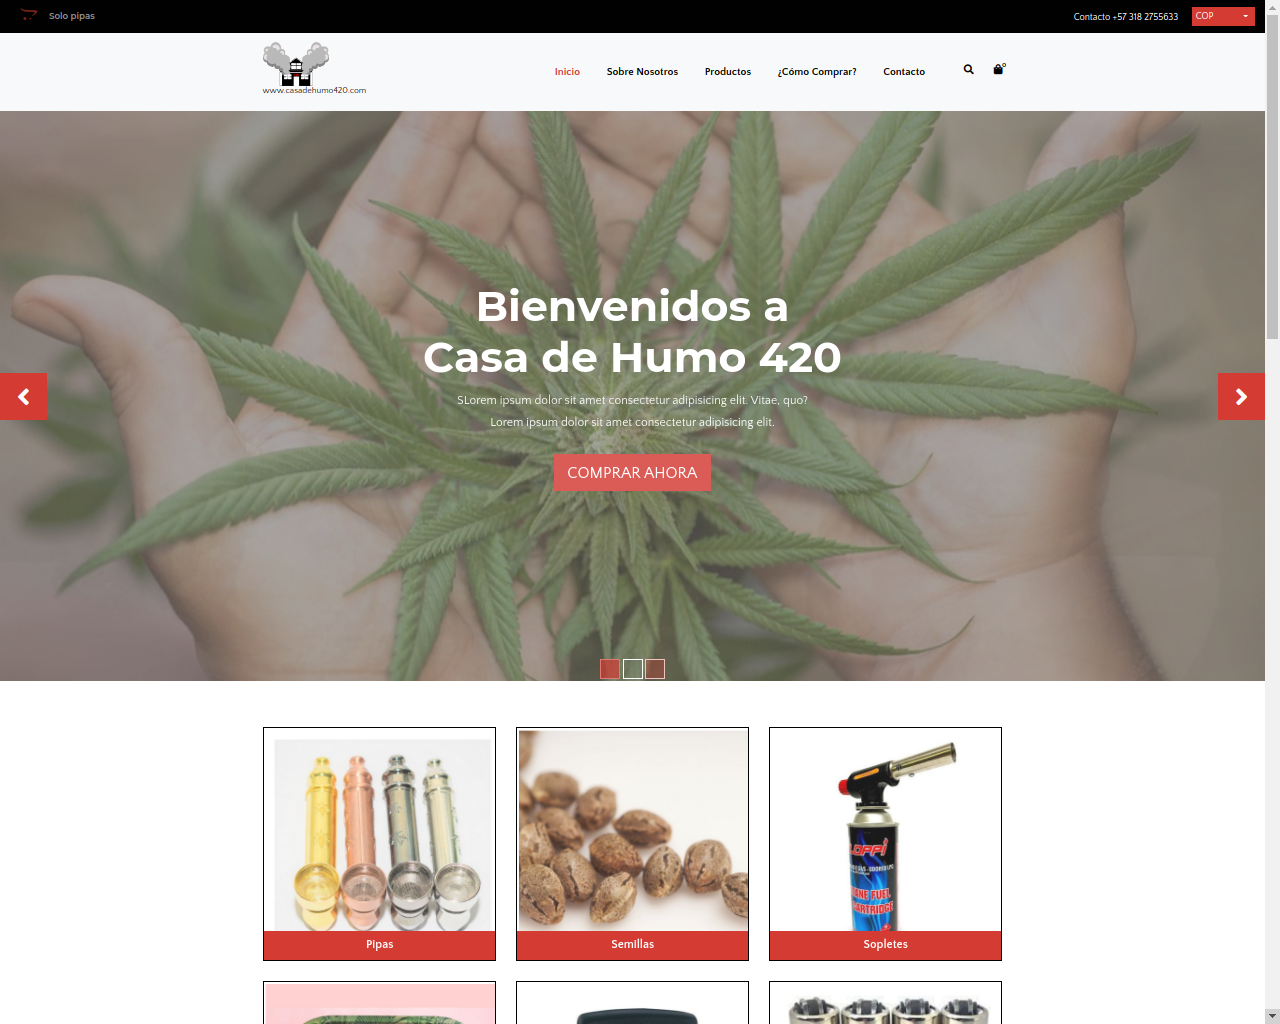 Solo pipas
Contacto +57 318 2755633
COP
www.casadehumo420.com
Inicio
Sobre Nosotros
Productos
¿Cómo Comprar?
Contacto
0
Bienvenidos a
Casa de Humo 420
SLorem ipsum dolor sit amet consectetur adipisicing elit. Vitae, quo?
Lorem ipsum dolor sit amet consectetur adipisicing elit.
COMPRAR AHORA
Pipas
Semillas
Sopletes